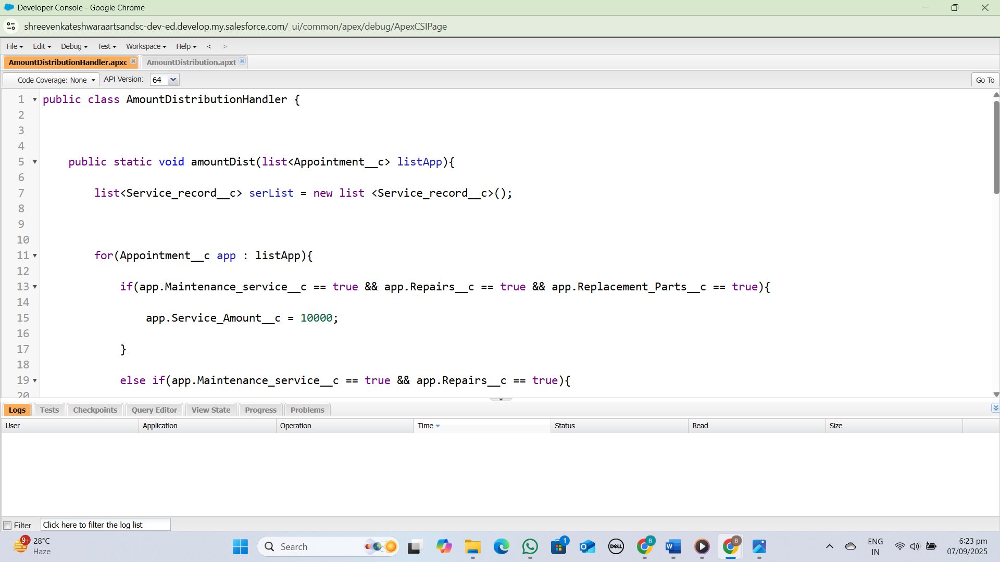 Developer Console - Google Chrome
shreevenkateshwaraartsandsc-dev-ed.develop.my.salesforce.com/_ui/common/apex/debug/ApexCSIPage
File Edit Debug Test Workspace Help < >
AmountDistributionHandler.apxc AmountDistribution.apxt
Code Coverage: None API Version: 64 Go To
1 public class AmountDistributionHandler {
2
3
4
5 public static void amountDist(list<Appointment__c> listApp){
6
7 list<Service_record__c> serList = new list <Service_record__c>();
8
9
10
11 for(Appointment__c app : listApp){
12
13 if(app.Maintenance_service__c == true && app.Repairs__c == true && app.Replacement_Parts__c == true){
14
15 app.Service_Amount__c = 10000;
16
17 }
18
19 else if(app.Maintenance_service__c == true && app.Repairs__c == true){
20
Logs Tests Checkpoints Query Editor View State Progress Problems
User Application Operation Time Status Read Size
Filter Click here to filter the log list
9+ 28°C
Haze
Search
1
DELL
B
B
W
ENG
IN
6:23 pm
07/09/2025